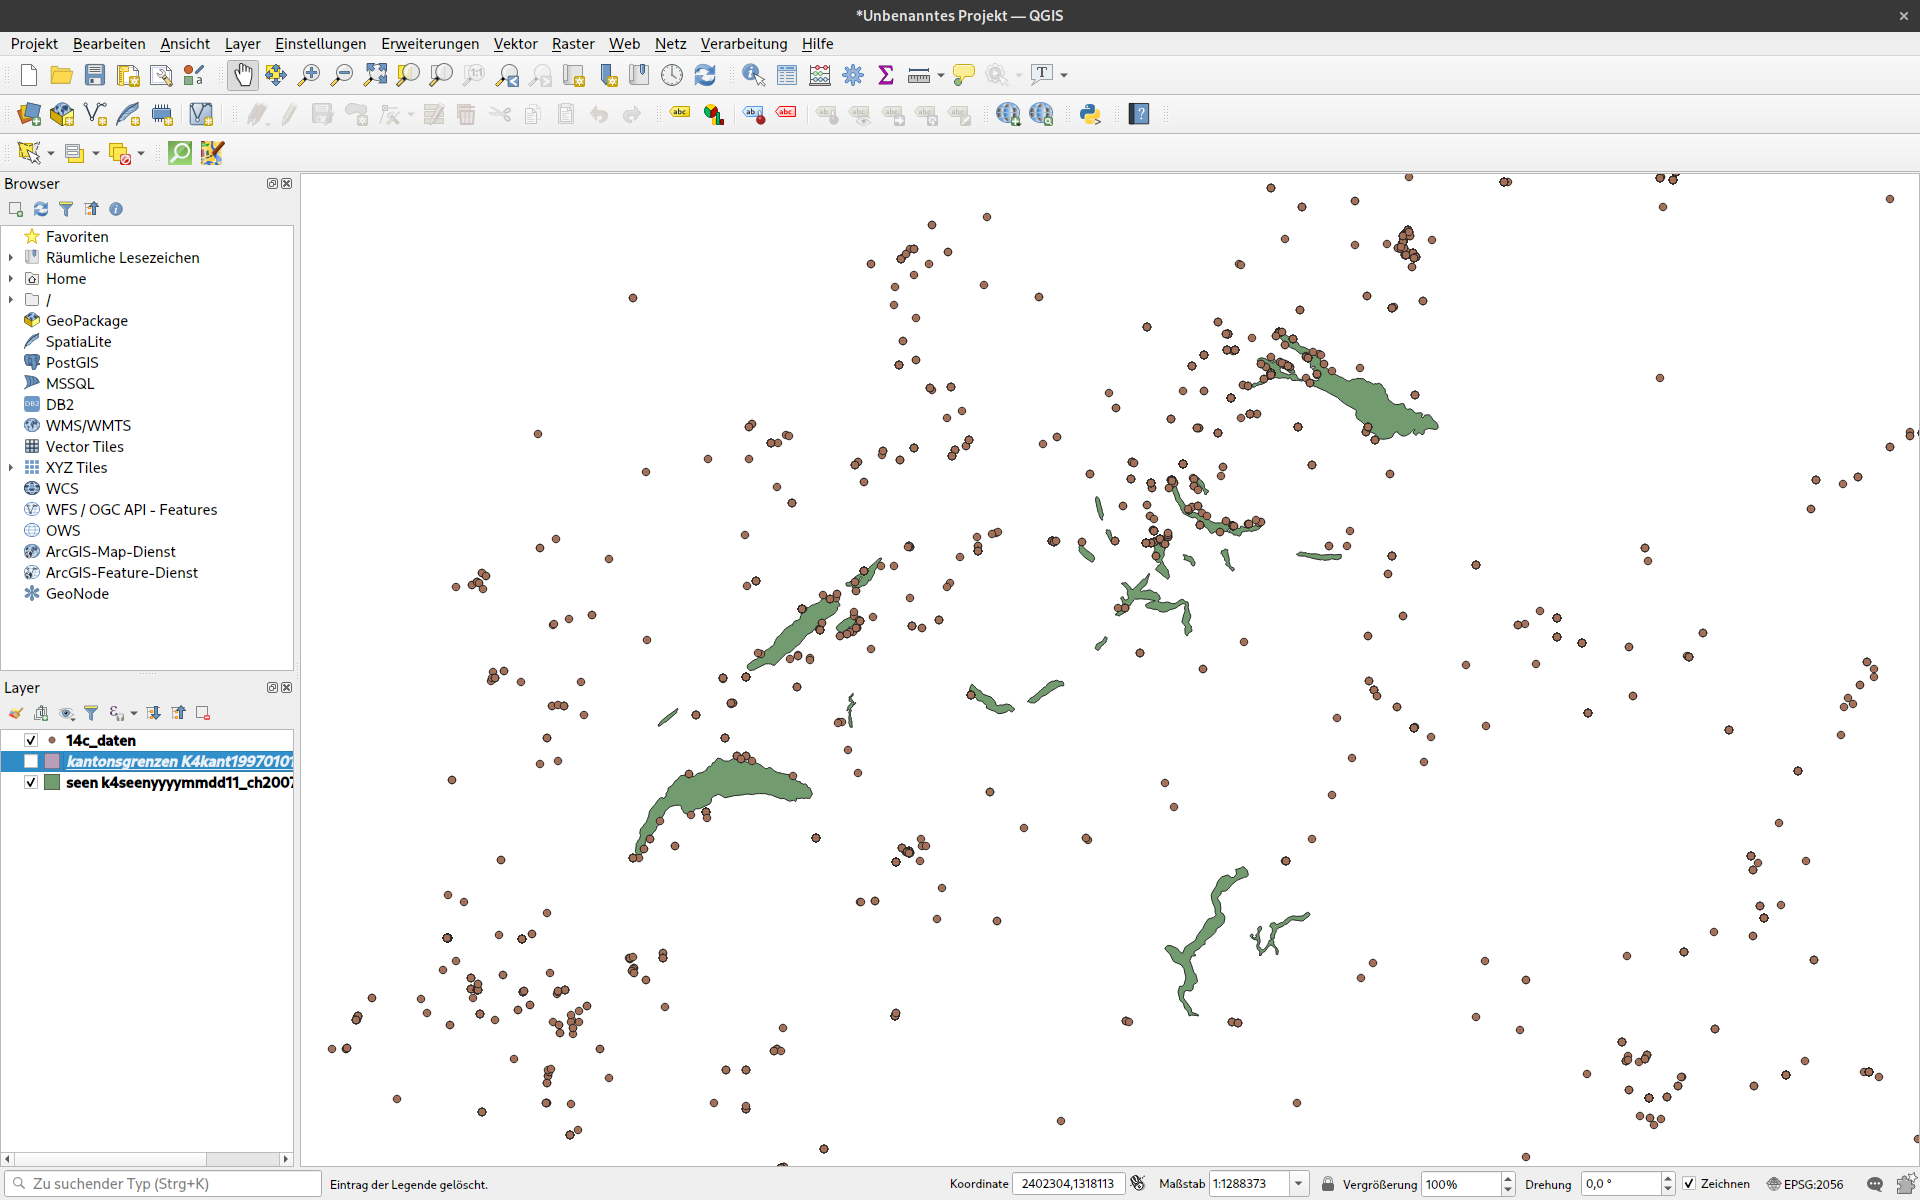 *Unbenanntes Projekt — QGIS
Projekt Bearbeiten Ansicht Layer Einstellungen Erweiterungen Vektor Raster Web Netz Verarbeitung Hilfe
Browser
Favoriten
Räumliche Lesezeichen
Home
/
GeoPackage
SpatiaLite
PostGIS
MSSQL
DB2
WMS/WMTS
Vector Tiles
XYZ Tiles
WCS
WFS / OGC API - Features
OWS
ArcGIS-Map-Dienst
ArcGIS-Feature-Dienst
GeoNode
Layer
14c_daten
kantonsgrenzen K4kant19970101
seen k4seenyyyymmdd11_ch2007
Zu suchender Typ (Strg+K) Eintrag der Legende gelöscht. Koordinate 2402304,1318113 Maßstab 1:1288373 Vergrößerung 100% Drehung 0,0 ° Zeichnen EPSG:2056